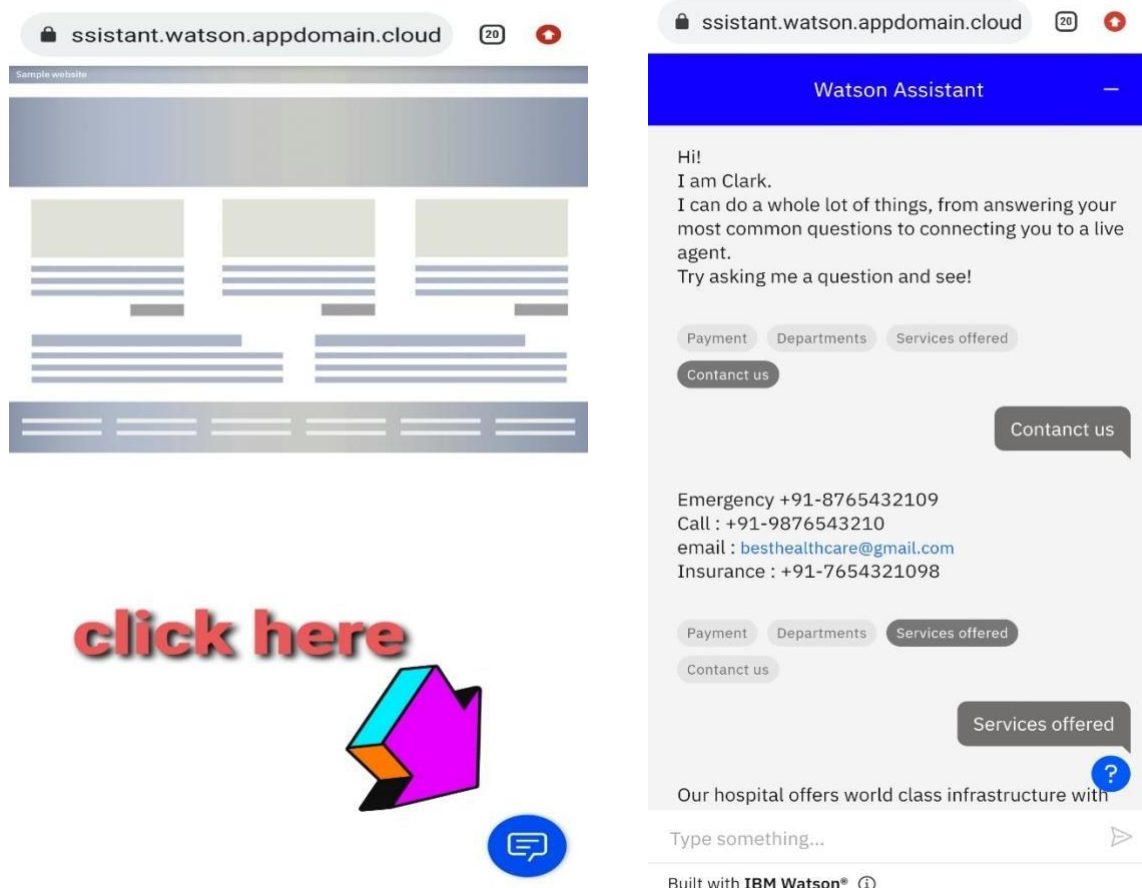 ssistant.watson.appdomain.cloud 20
Sample website
click here
ssistant.watson.appdomain.cloud 20
Watson Assistant
Hi!
I am Clark.
I can do a whole lot of things, from answering your
most common questions to connecting you to a live
agent.
Try asking me a question and see!
Payment Departments Services offered
Contanct us
Contanct us
Emergency +91-8765432109
Call : +91-9876543210
email : besthealthcare@gmail.com
Insurance : +91-7654321098
Payment Departments Services offered
Contanct us
Services offered
?
Our hospital offers world class infrastructure with
Type something...
Built with IBM Watson®